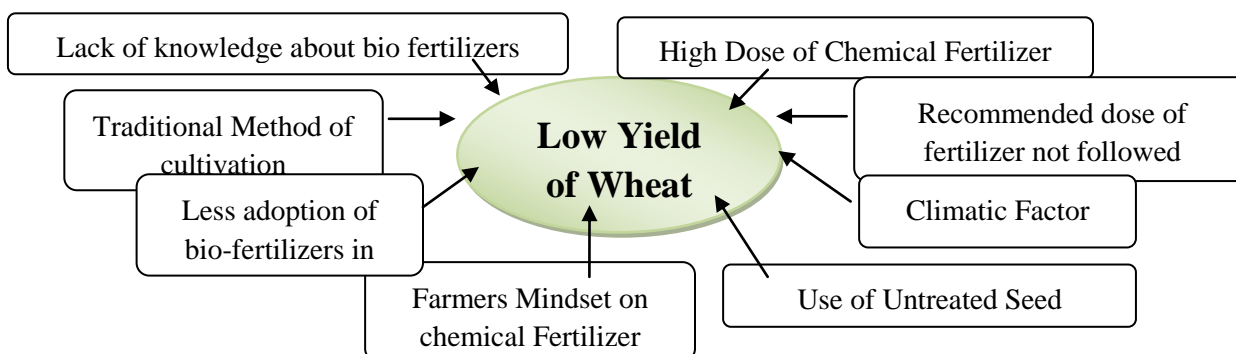 Lack of knowledge about bio fertilizers
High Dose of Chemical Fertilizer
Traditional Method of
cultivation
Low Yield
of Wheat
Recommended dose of
fertilizer not followed
Less adoption of
bio-fertilizers in
Climatic Factor
Farmers Mindset on
chemical Fertilizer
Use of Untreated Seed